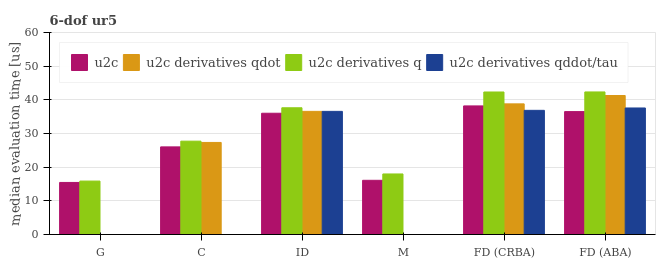 6-dof ur5
median evaluation time [us]
60
50
40
30
20
10
0
u2c
u2c derivatives qdot
u2c derivatives q
u2c derivatives qddot/tau
G
C
ID
M
FD (CRBA)
FD (ABA)